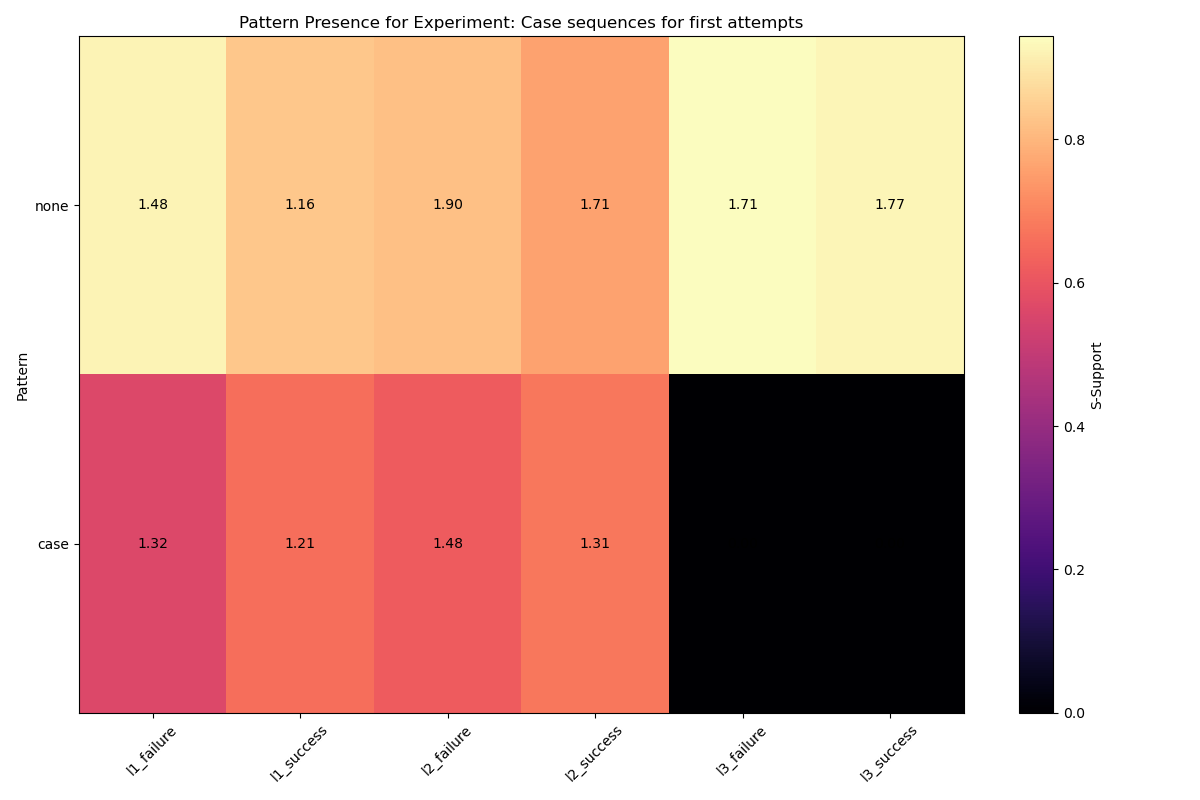 Pattern Presence for Experiment: Case sequences for first attempts
none
case
Pattern
1.48 1.16 1.90 1.71 1.71 1.77
1.32 1.21 1.48 1.31
l1_failure l1_success l2_failure l2_success l3_failure l3_success
0.8
0.6
0.4
0.2
0.0
S-Support